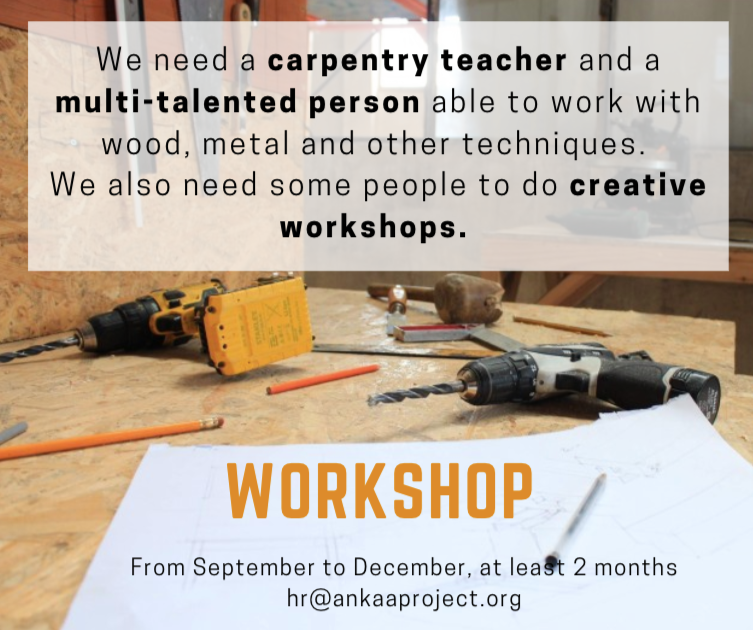 We need a carpentry teacher and a
multi-talented person able to work with
wood, metal and other techniques.
We also need some people to do creative
workshops.
WORKSHOP
From September to December, at least 2 months
hr@ankaaproject.org